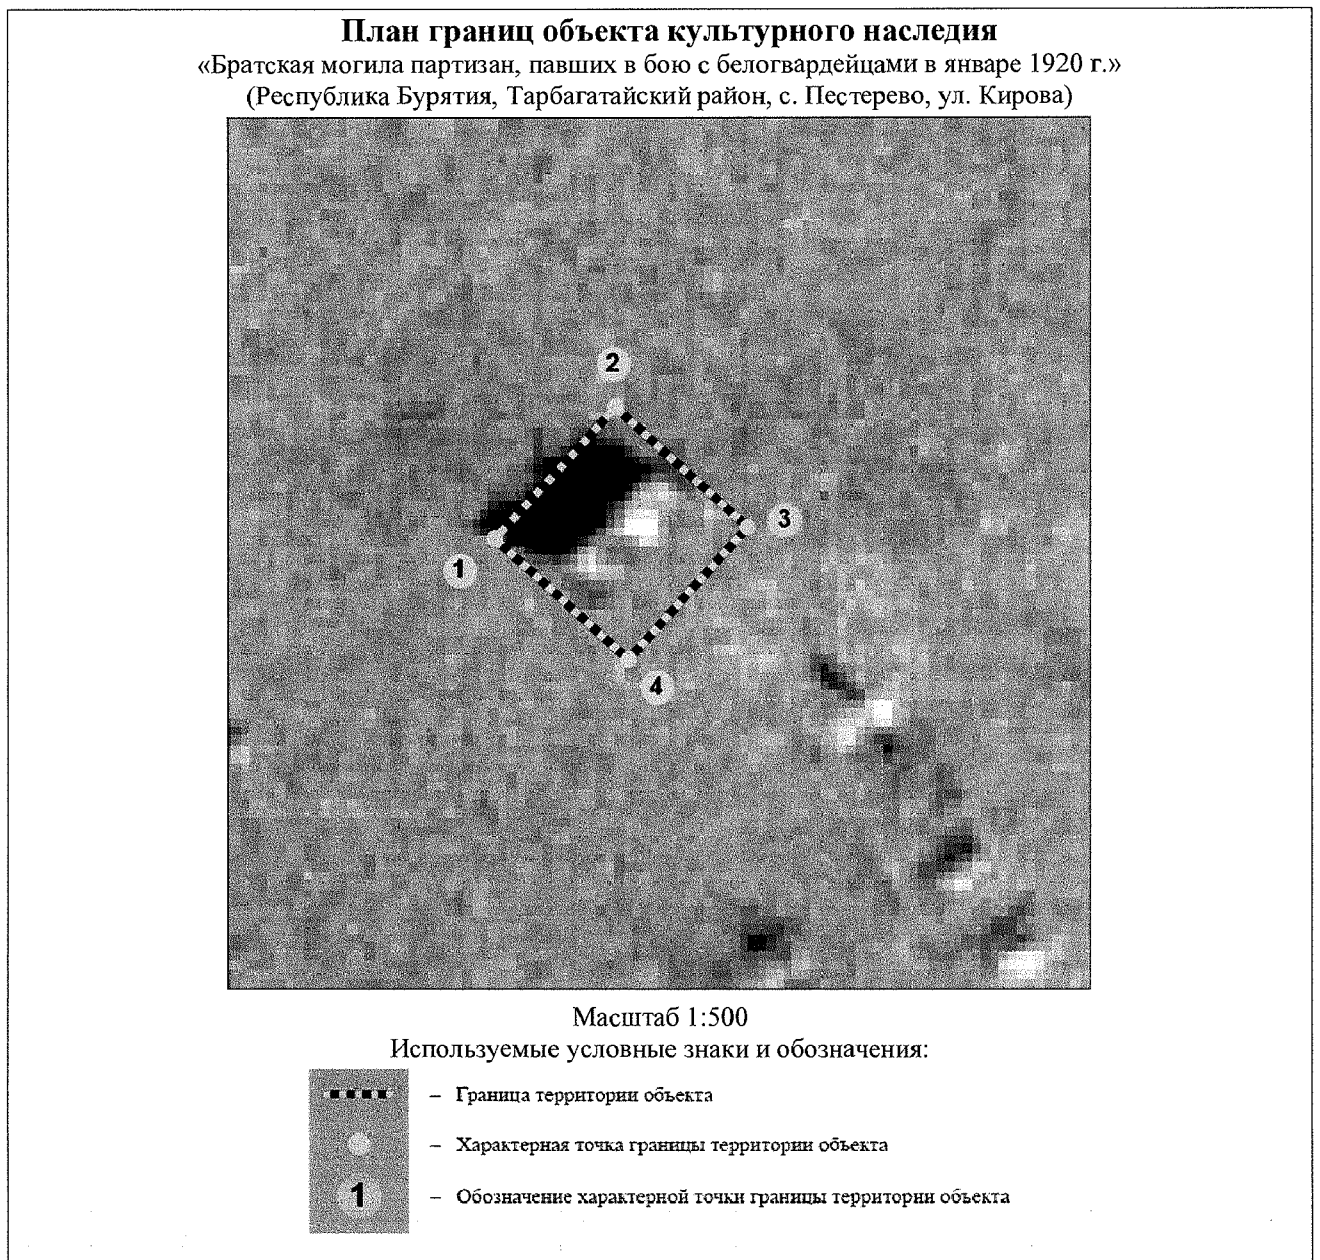 План границ объекта культурного наследия
«Братская могила партизан, павших в бою с белогвардейцами в январе 1920 г.»
(Республика Бурятия, Тарбагатайский район, с. Пестерево, ул. Кирова)
2
3
1
4
Масштаб 1:500
Используемые условные знаки и обозначения:
– Граница территории объекта
– Характерная точка границы территории объекта
1 – Обозначение характерной точки границы территории объекта